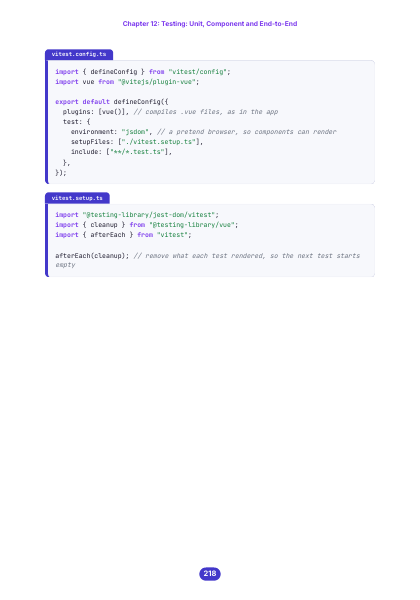 Chapter 12: Testing: Unit, Component and End-to-End
vitest.config.ts
import { defineConfig } from "vitest/config";
import vue from "@vitejs/plugin-vue";
export default defineConfig({
  plugins: [vue()], // compiles .vue files, as in the app
  test: {
    environment: "jsdom", // a pretend browser, so components can render
    setupFiles: ["./vitest.setup.ts"],
    include: ["**/*.test.ts"],
  },
});
vitest.setup.ts
import "@testing-library/jest-dom/vitest";
import { cleanup } from "@testing-library/vue";
import { afterEach } from "vitest";
afterEach(cleanup); // remove what each test rendered, so the next test starts
empty
218